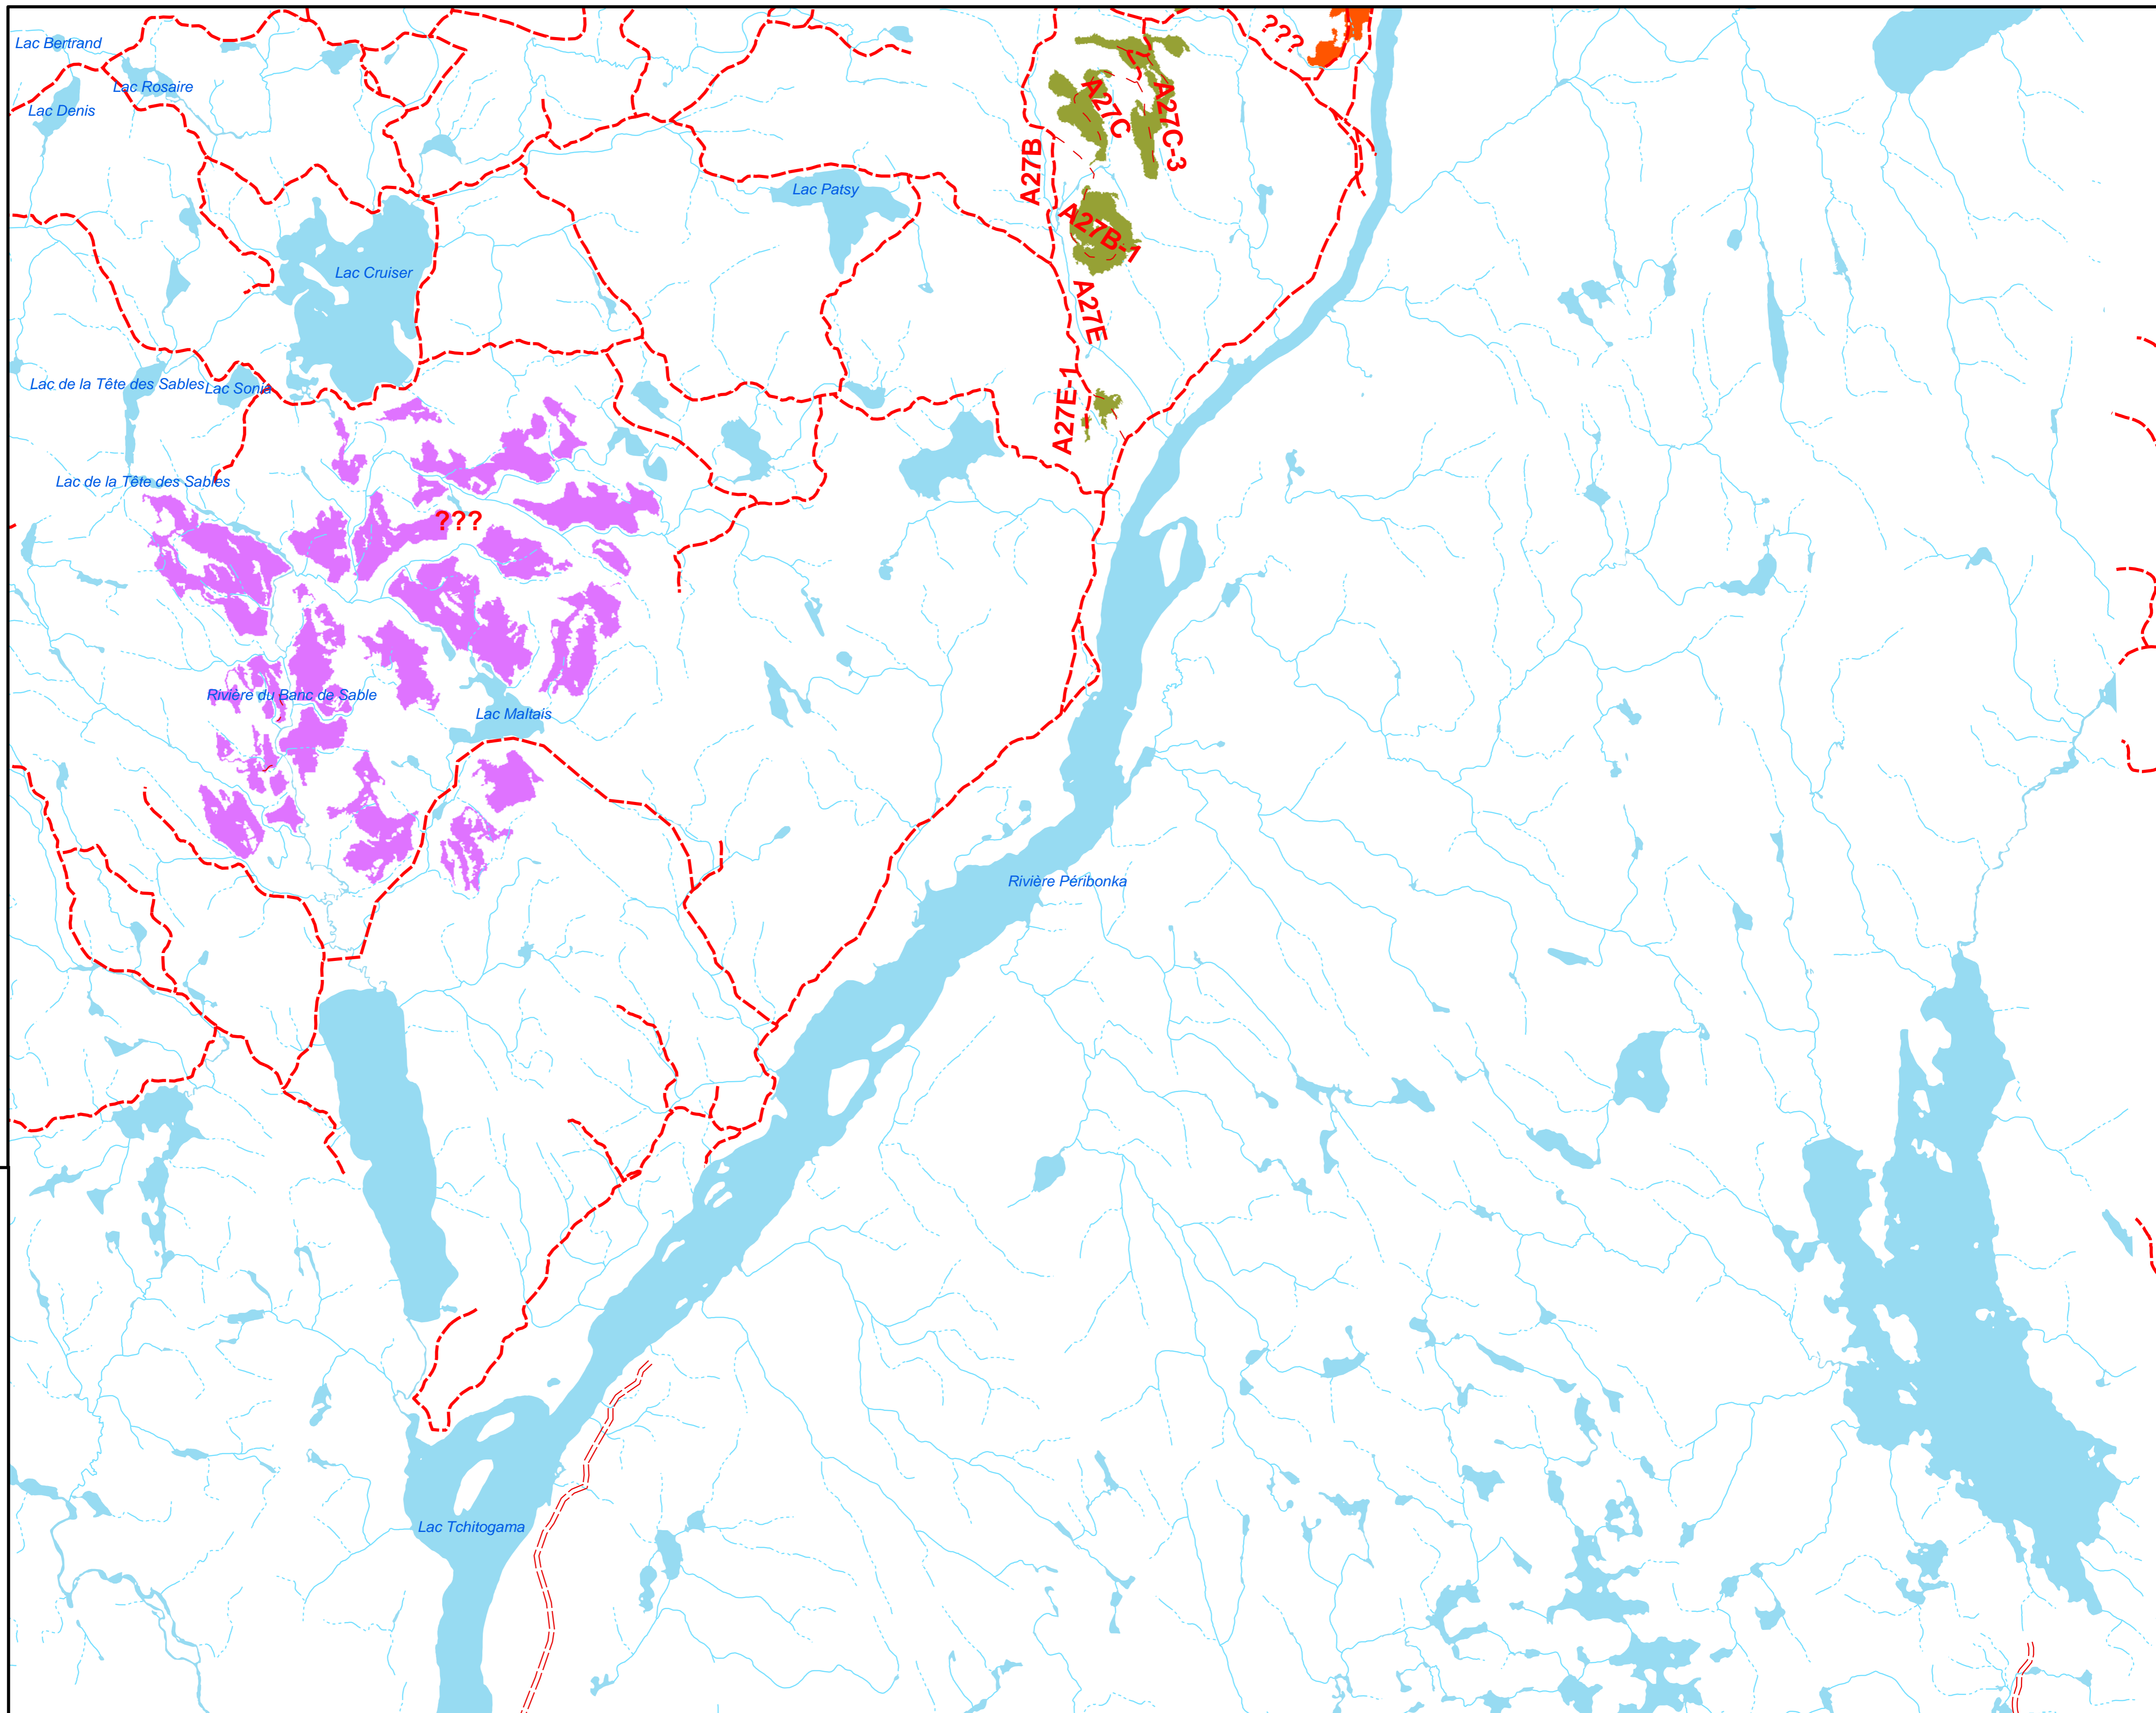 ???
Lac Bertrand
Lac Rosaire
Lac Denis
A27C
A27C-3
A27B
Lac Patsy
A27B-1
Lac Cruiser
A27E
Lac de la Tête des Sables
Lac Sonia
A27E-1
Lac de la Tête des Sables
???
Rivière du Banc de Sable
Lac Maltais
Rivière Péribonka
Lac Tchitogama